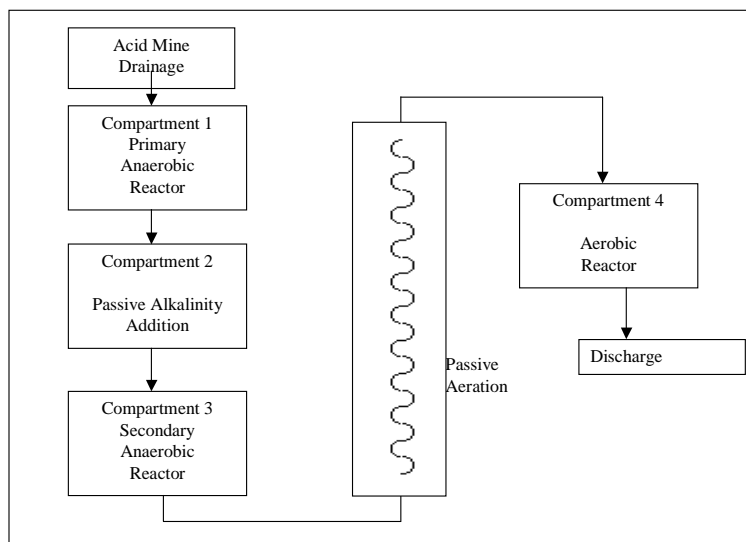 Acid Mine
Drainage
Compartment 1
Primary
Anaerobic
Reactor
Compartment 2
Passive Alkalinity
Addition
Compartment 3
Secondary
Anaerobic
Reactor
Passive
Aeration
Compartment 4
Aerobic
Reactor
Discharge